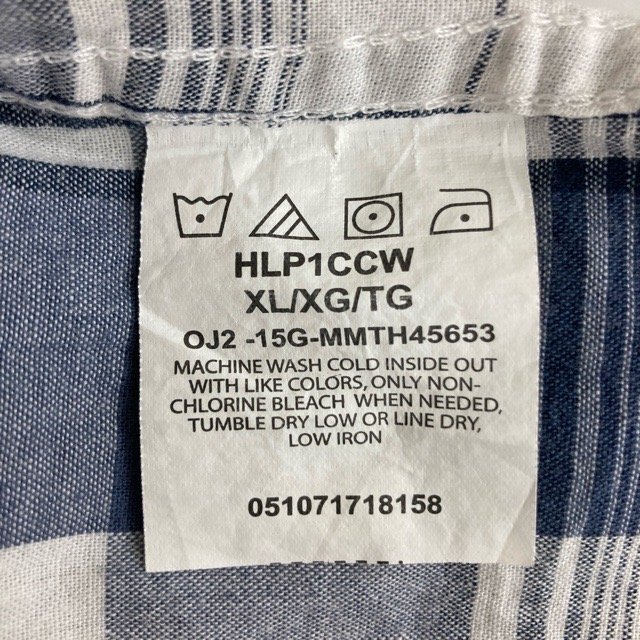 HLP1CCW
XL/XG/TG
OJ2 -15G-MMTH45653
MACHINE WASH COLD INSIDE OUT
WITH LIKE COLORS, ONLY NON-
CHLORINE BLEACH WHEN NEEDED,
TUMBLE DRY LOW OR LINE DRY,
LOW IRON
051071718158